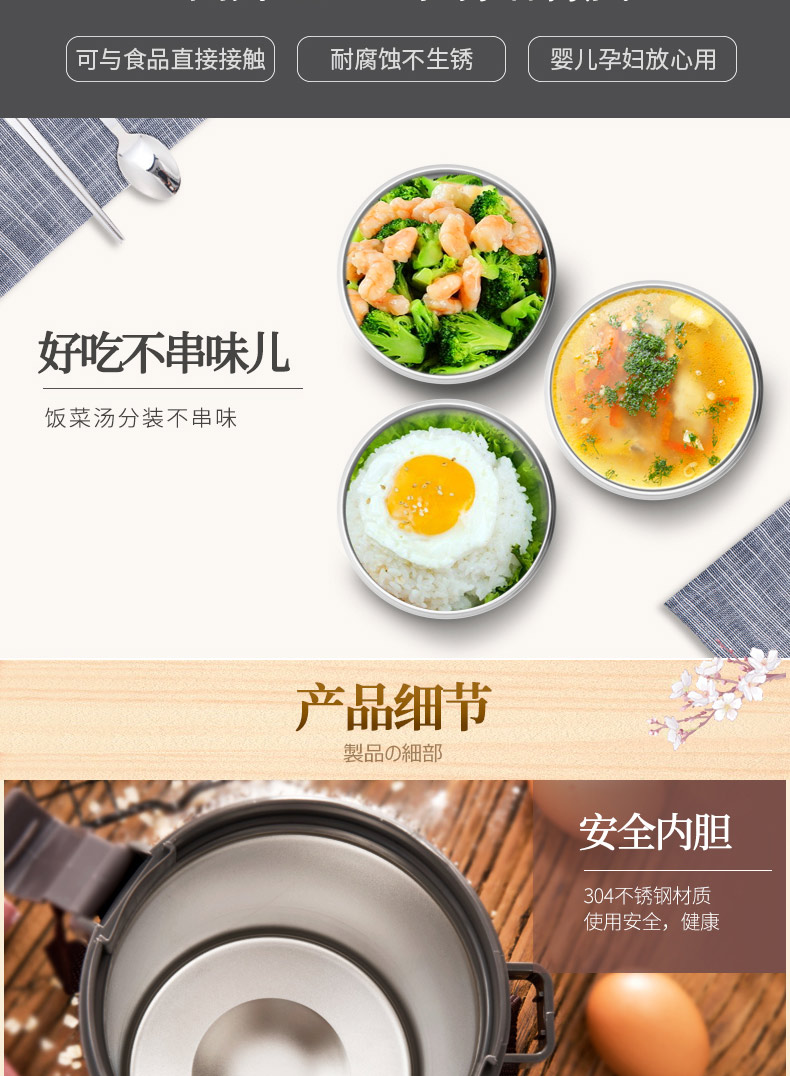 可与食品直接接触
耐腐蚀不生锈
婴儿孕妇放心用
好吃不串味儿
饭菜汤分装不串味
产品细节
製品の細部
安全内胆
304不锈钢材质
使用安全，健康